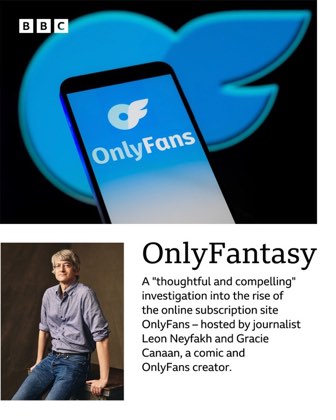 BBC
OnlyFans
OnlyFantasy
A "thoughtful and compelling"
investigation into the rise of
the online subscription site
OnlyFans – hosted by journalist
Leon Neyfakh and Gracie
Canaan, a comic and
OnlyFans creator.